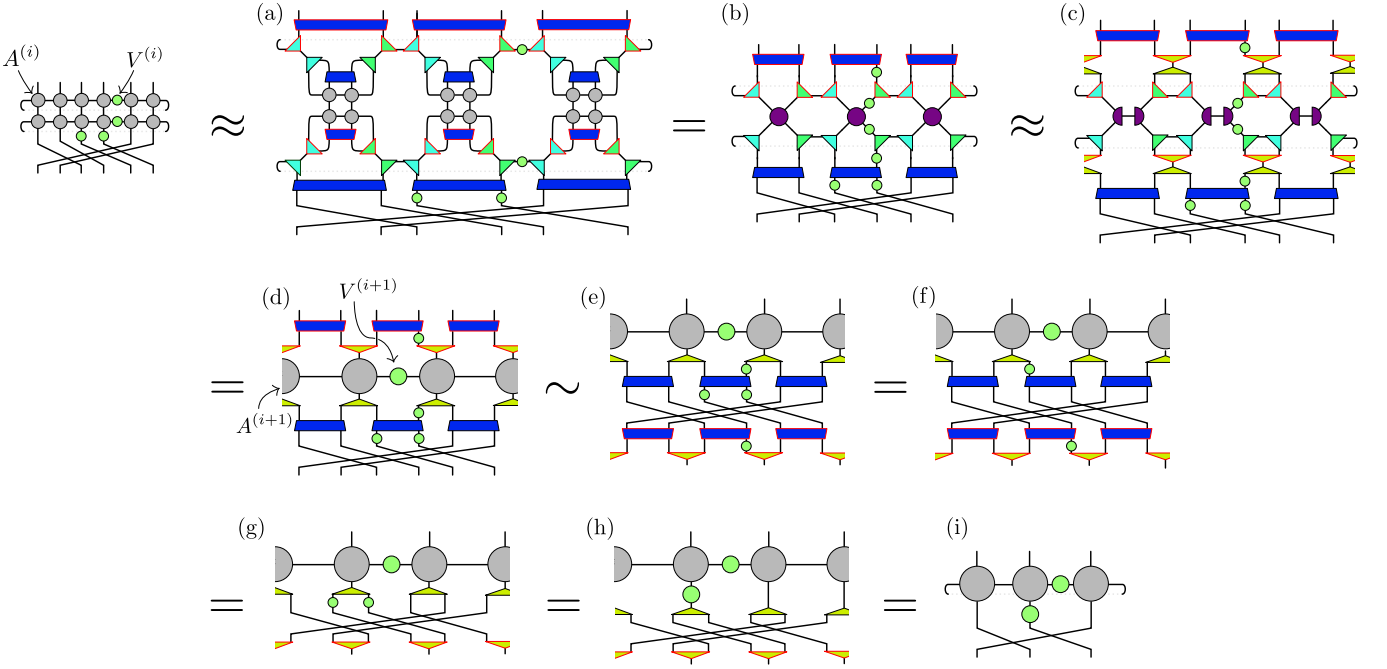 (a)
(b)
(c)
A^{(i)}
V^{(i)}
≈
=
≈
(d)
V^{(i+1)}
(e)
(f)
=
∼
=
A^{(i+1)}
(g)
(h)
(i)
=
=
=